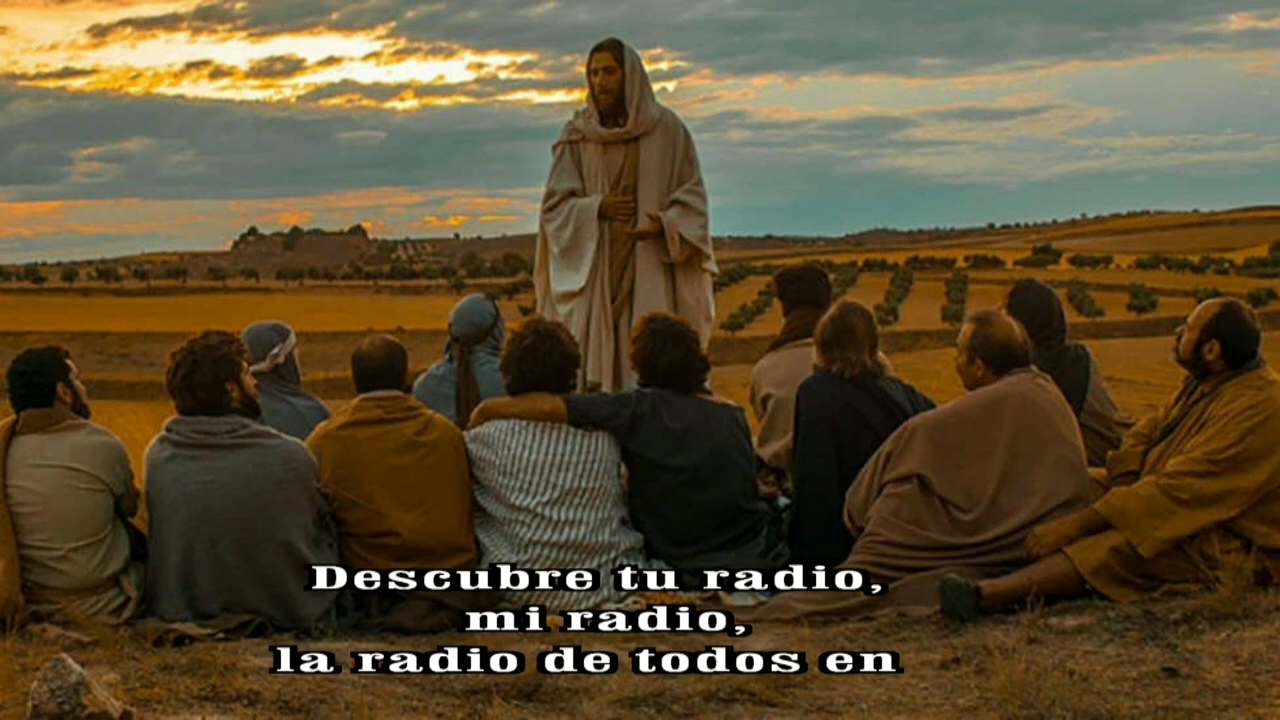 Descubre tu radio,
mi radio,
la radio de todos en